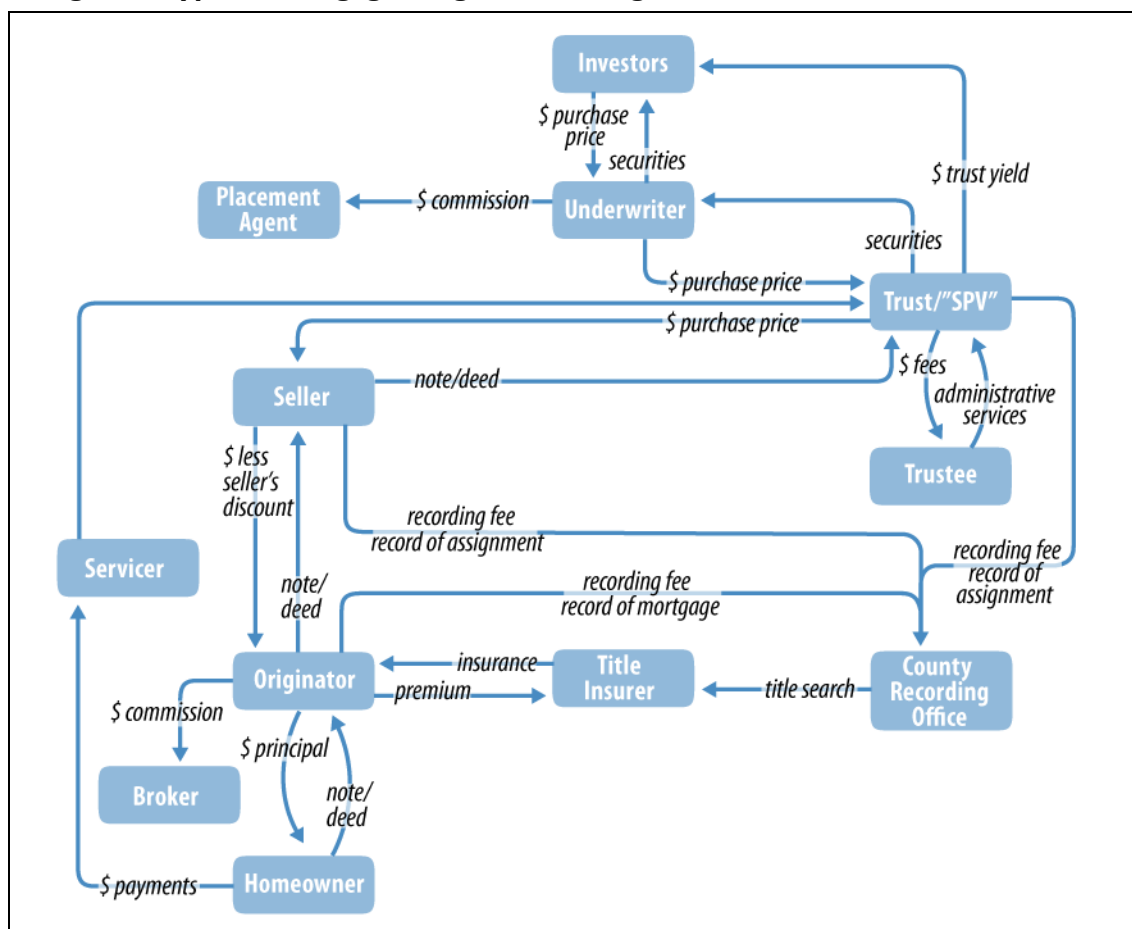 Investors
$ purchase
price
securities
$ trust yield
Placement
Agent
$ commission
Underwriter
securities
$ purchase price
Trust/"SPV"
$ purchase price
Seller
note/deed
$ fees
administrative
services
Trustee
$ less
seller's
discount
recording fee
record of assignment
recording fee
record of
assignment
Servicer
note/
deed
recording fee
record of mortgage
Originator
insurance
premium
Title
Insurer
title search
County
Recording
Office
$ commission
$ principal
Broker
note/
deed
$ payments
Homeowner